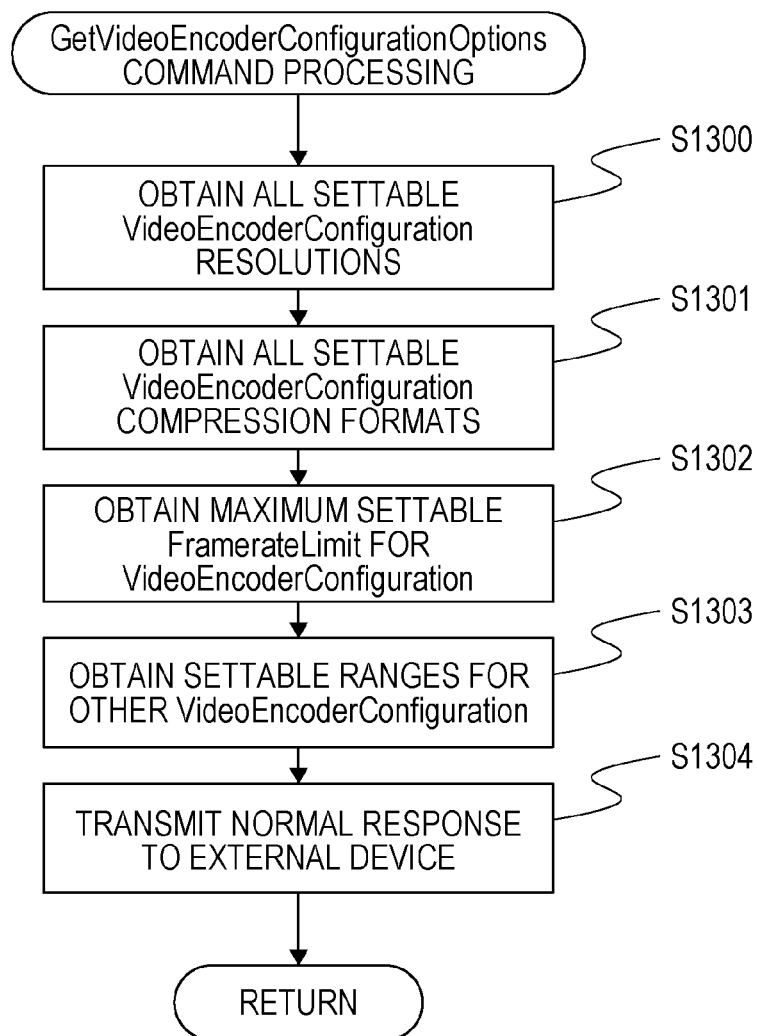 GetVideoEncoderConfigurationOptions
COMMAND PROCESSING
S1300
OBTAIN ALL SETTABLE
VideoEncoderConfiguration
RESOLUTIONS
S1301
OBTAIN ALL SETTABLE
VideoEncoderConfiguration
COMPRESSION FORMATS
S1302
OBTAIN MAXIMUM SETTABLE
FramerateLimit FOR
VideoEncoderConfiguration
S1303
OBTAIN SETTABLE RANGES FOR
OTHER VideoEncoderConfiguration
S1304
TRANSMIT NORMAL RESPONSE
TO EXTERNAL DEVICE
RETURN